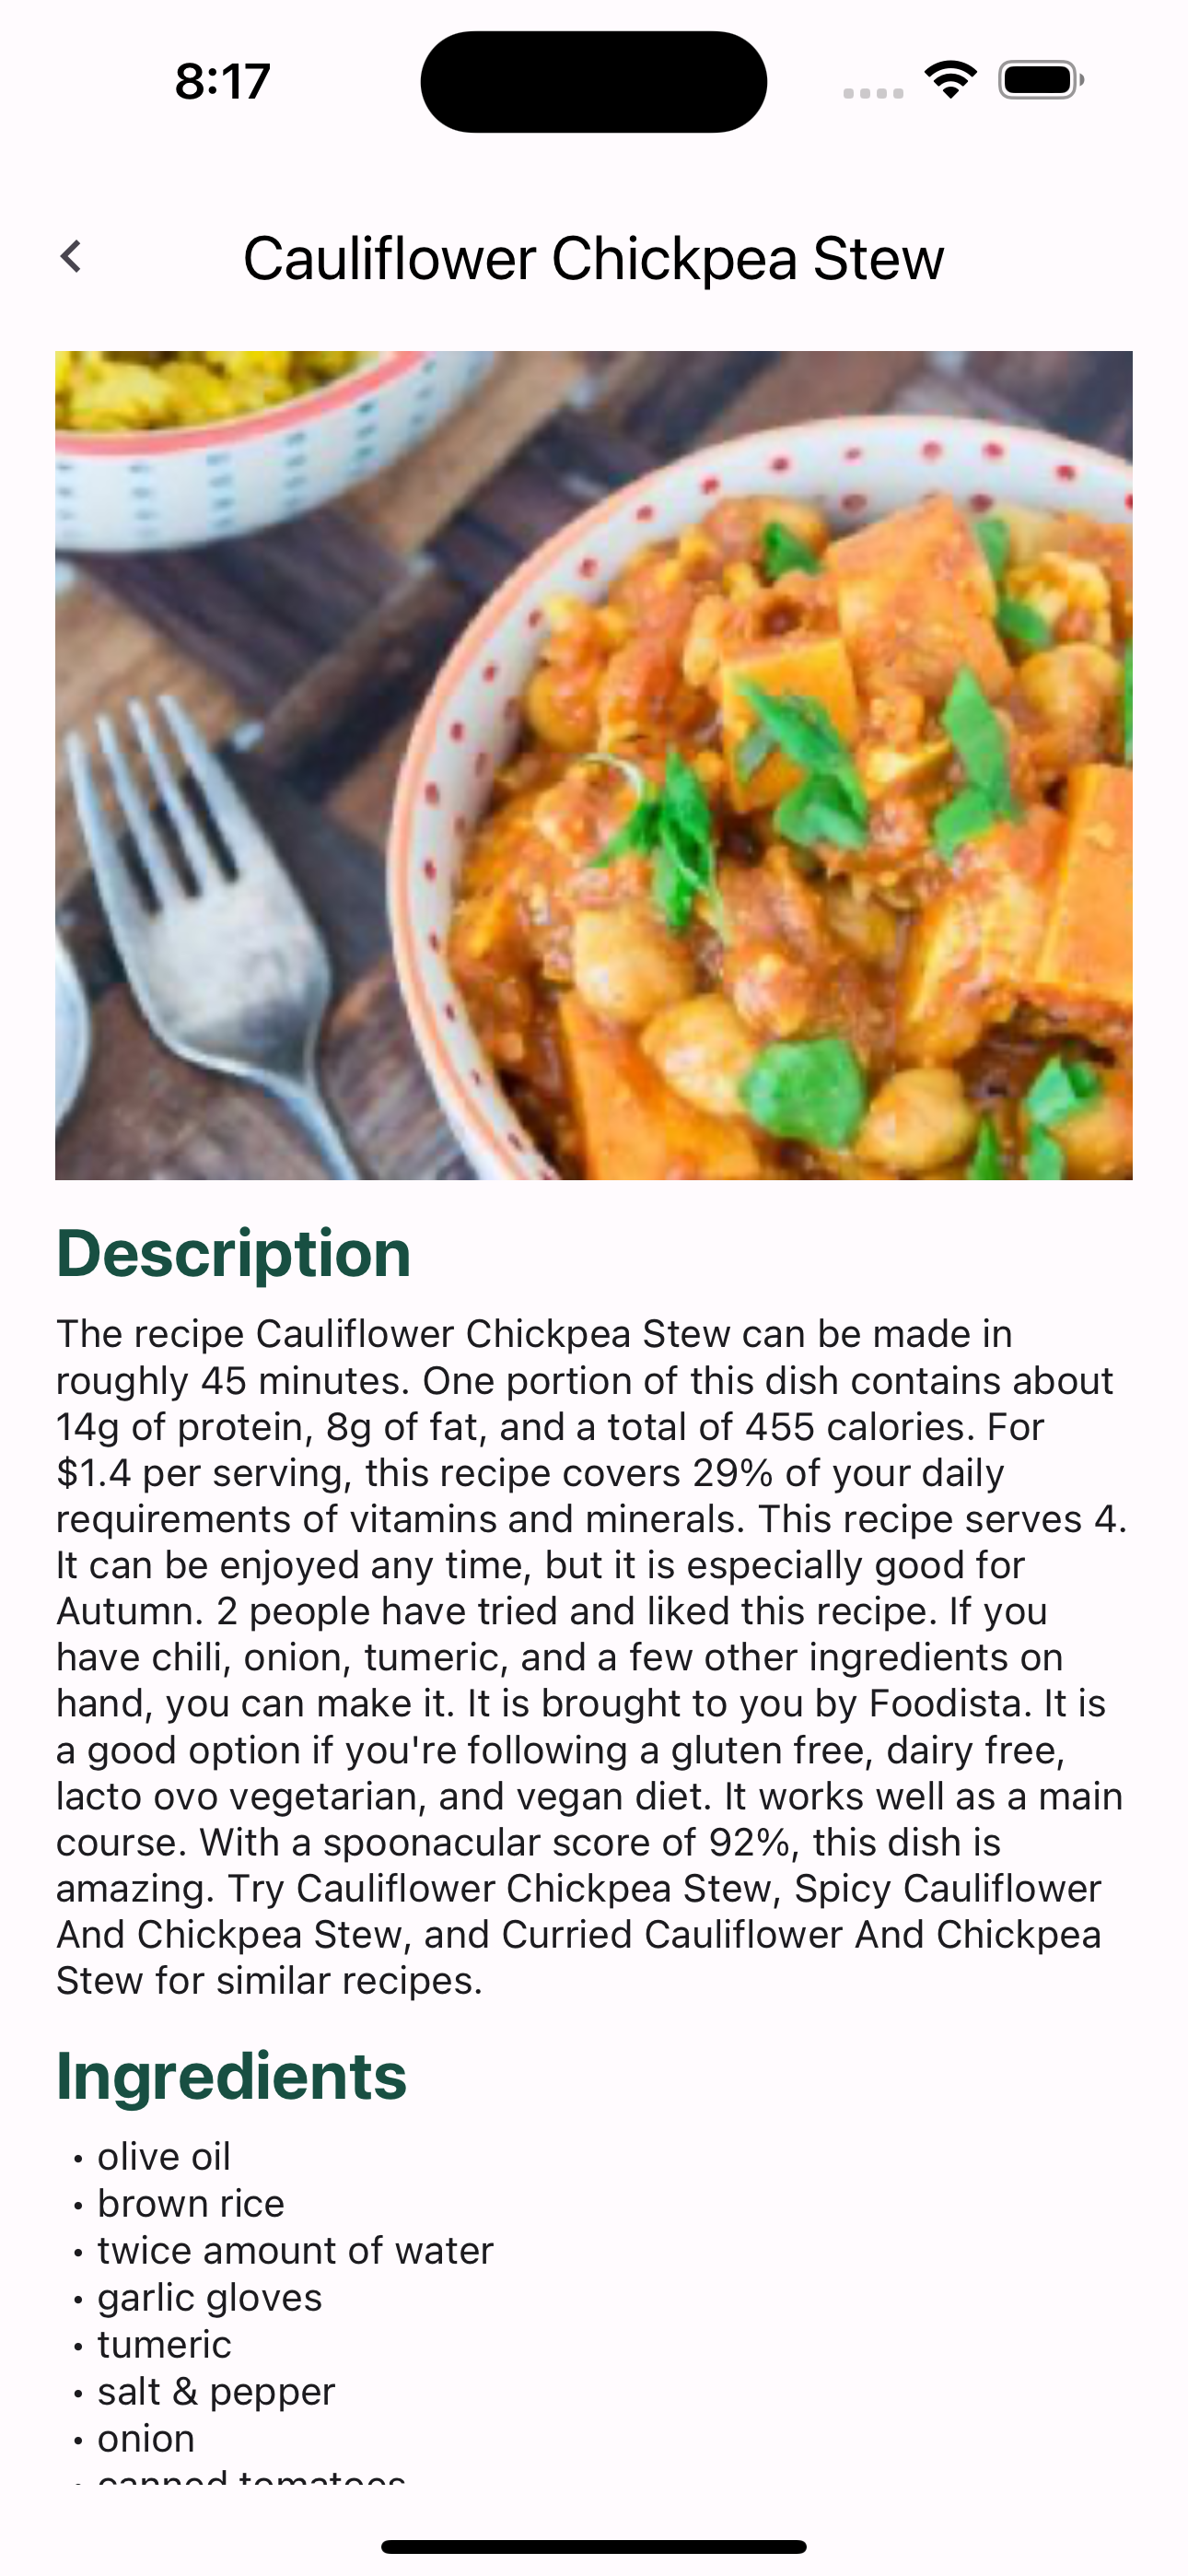 8:17
Cauliflower Chickpea Stew
Description
The recipe Cauliflower Chickpea Stew can be made in
roughly 45 minutes. One portion of this dish contains about
14g of protein, 8g of fat, and a total of 455 calories. For
$1.4 per serving, this recipe covers 29% of your daily
requirements of vitamins and minerals. This recipe serves 4.
It can be enjoyed any time, but it is especially good for
Autumn. 2 people have tried and liked this recipe. If you
have chili, onion, tumeric, and a few other ingredients on
hand, you can make it. It is brought to you by Foodista. It is
a good option if you're following a gluten free, dairy free,
lacto ovo vegetarian, and vegan diet. It works well as a main
course. With a spoonacular score of 92%, this dish is
amazing. Try Cauliflower Chickpea Stew, Spicy Cauliflower
And Chickpea Stew, and Curried Cauliflower And Chickpea
Stew for similar recipes.
Ingredients
• olive oil
• brown rice
• twice amount of water
• garlic gloves
• tumeric
• salt & pepper
• onion
• canned tomatoes